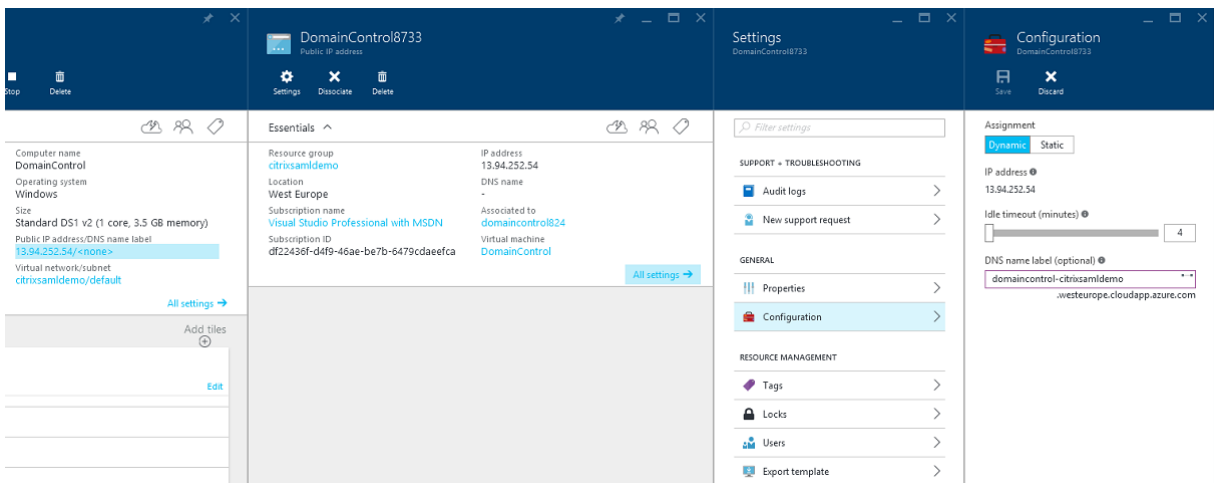 Stop
Delete
Computer name
DomainControl
Operating system
Windows
Size
Standard DS1 v2 (1 core, 3.5 GB memory)
Public IP address/DNS name label
13.94.252.54/<none>
Virtual network/subnet
citrixsamldemo/default
All settings →
Add tiles
Edit
DomainControl8733
Public IP address
Settings
Dissociate
Delete
Essentials
Resource group
citrixsamldemo
Location
West Europe
Subscription name
Visual Studio Professional with MSDN
Subscription ID
df22436f-d4f9-46ae-be7b-6479cdaeefca
IP address
13.94.252.54
DNS name
-
Associated to
domaincontrol824
Virtual machine
DomainControl
All settings →
Settings
DomainControl8733
Filter settings
SUPPORT + TROUBLESHOOTING
Audit logs
New support request
GENERAL
Properties
Configuration
RESOURCE MANAGEMENT
Tags
Locks
Users
Export template
Configuration
DomainControl8733
Save
Discard
Assignment
Dynamic Static
IP address
13.94.252.54
Idle timeout (minutes)
4
DNS name label (optional)
domaincontrol-citrixsamldemo
.westeurope.cloudapp.azure.com